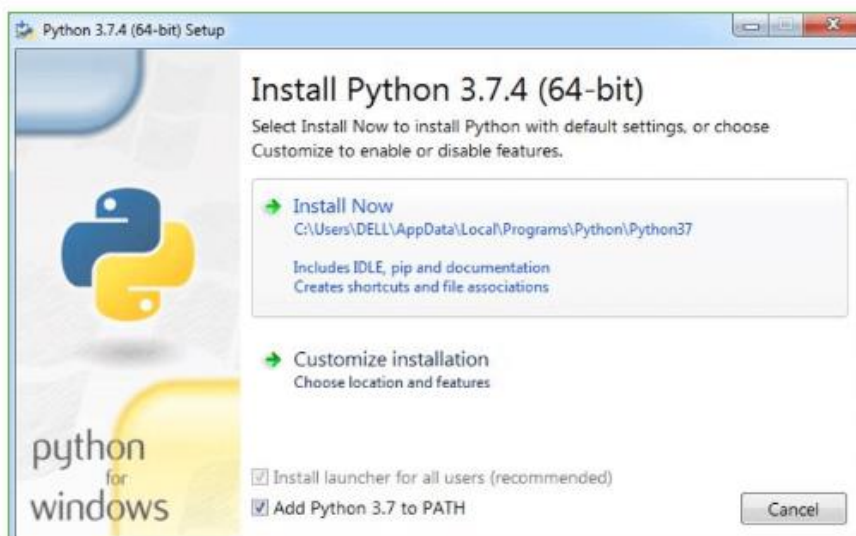 Python 3.7.4 (64-bit) Setup
Install Python 3.7.4 (64-bit)
Select Install Now to install Python with default settings, or choose
Customize to enable or disable features.
Install Now
C:\Users\DELL\AppData\Local\Programs\Python\Python37
Includes IDLE, pip and documentation
Creates shortcuts and file associations
Customize installation
Choose location and features
python
for
windows
Install launcher for all users (recommended)
Add Python 3.7 to PATH
Cancel